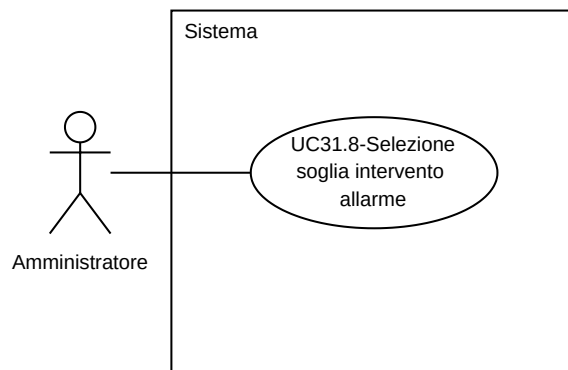 Sistema
UC31.8-Selezione
soglia intervento
allarme
Amministratore